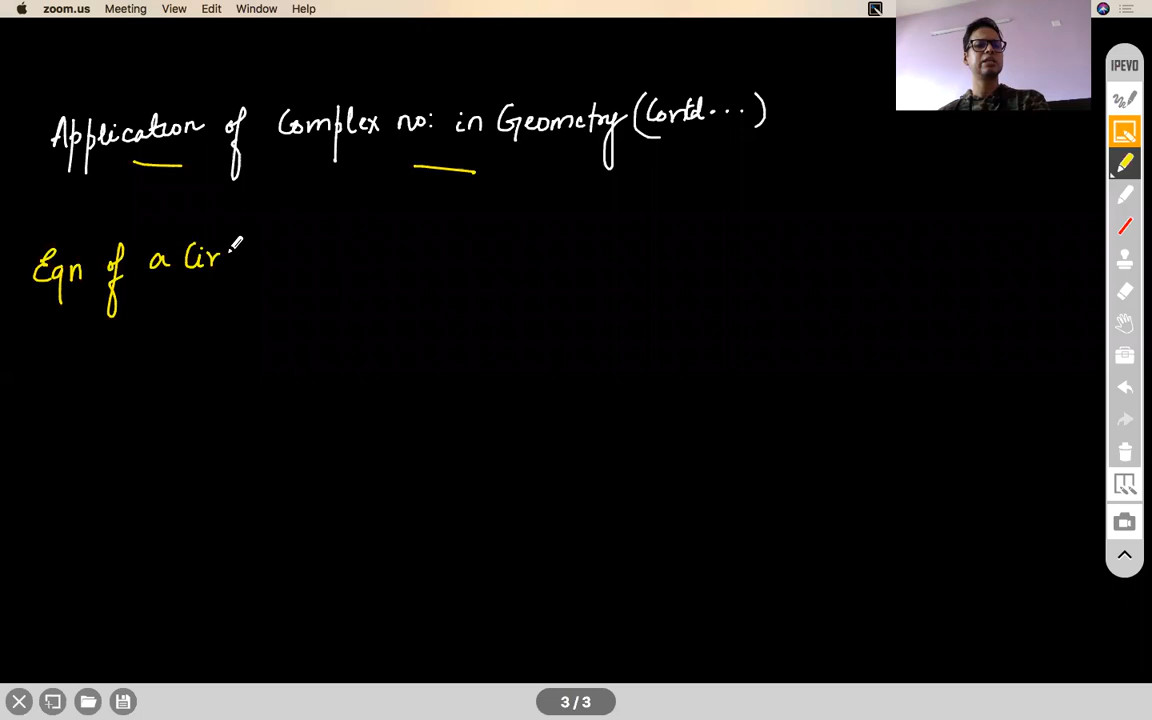 zoom.us Meeting View Edit Window Help
IPEVO
Application of Complex no: in Geometry (Contd...)
Eqn of a Cir
3 / 3